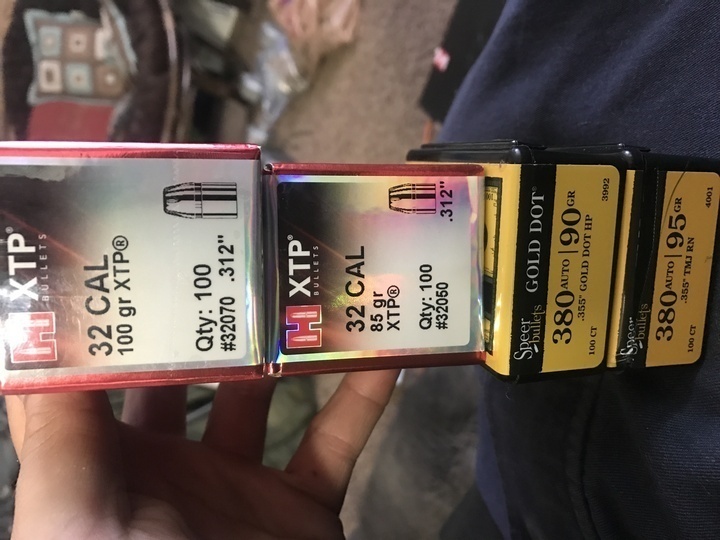 H XTP®
BULLETS
32 CAL
100 gr XTP®
Qty: 100
#32070 .312"
H XTP®
BULLETS
32 CAL
85 gr
XTP®
Qty: 100
#32050 .312"
Speer bullets GOLD DOT®
380 AUTO | 90 GR
.355" GOLD DOT HP
100 CT 3992
Speer bullets
380 AUTO | 95 GR
.355" TMJ RN
100 CT 4001